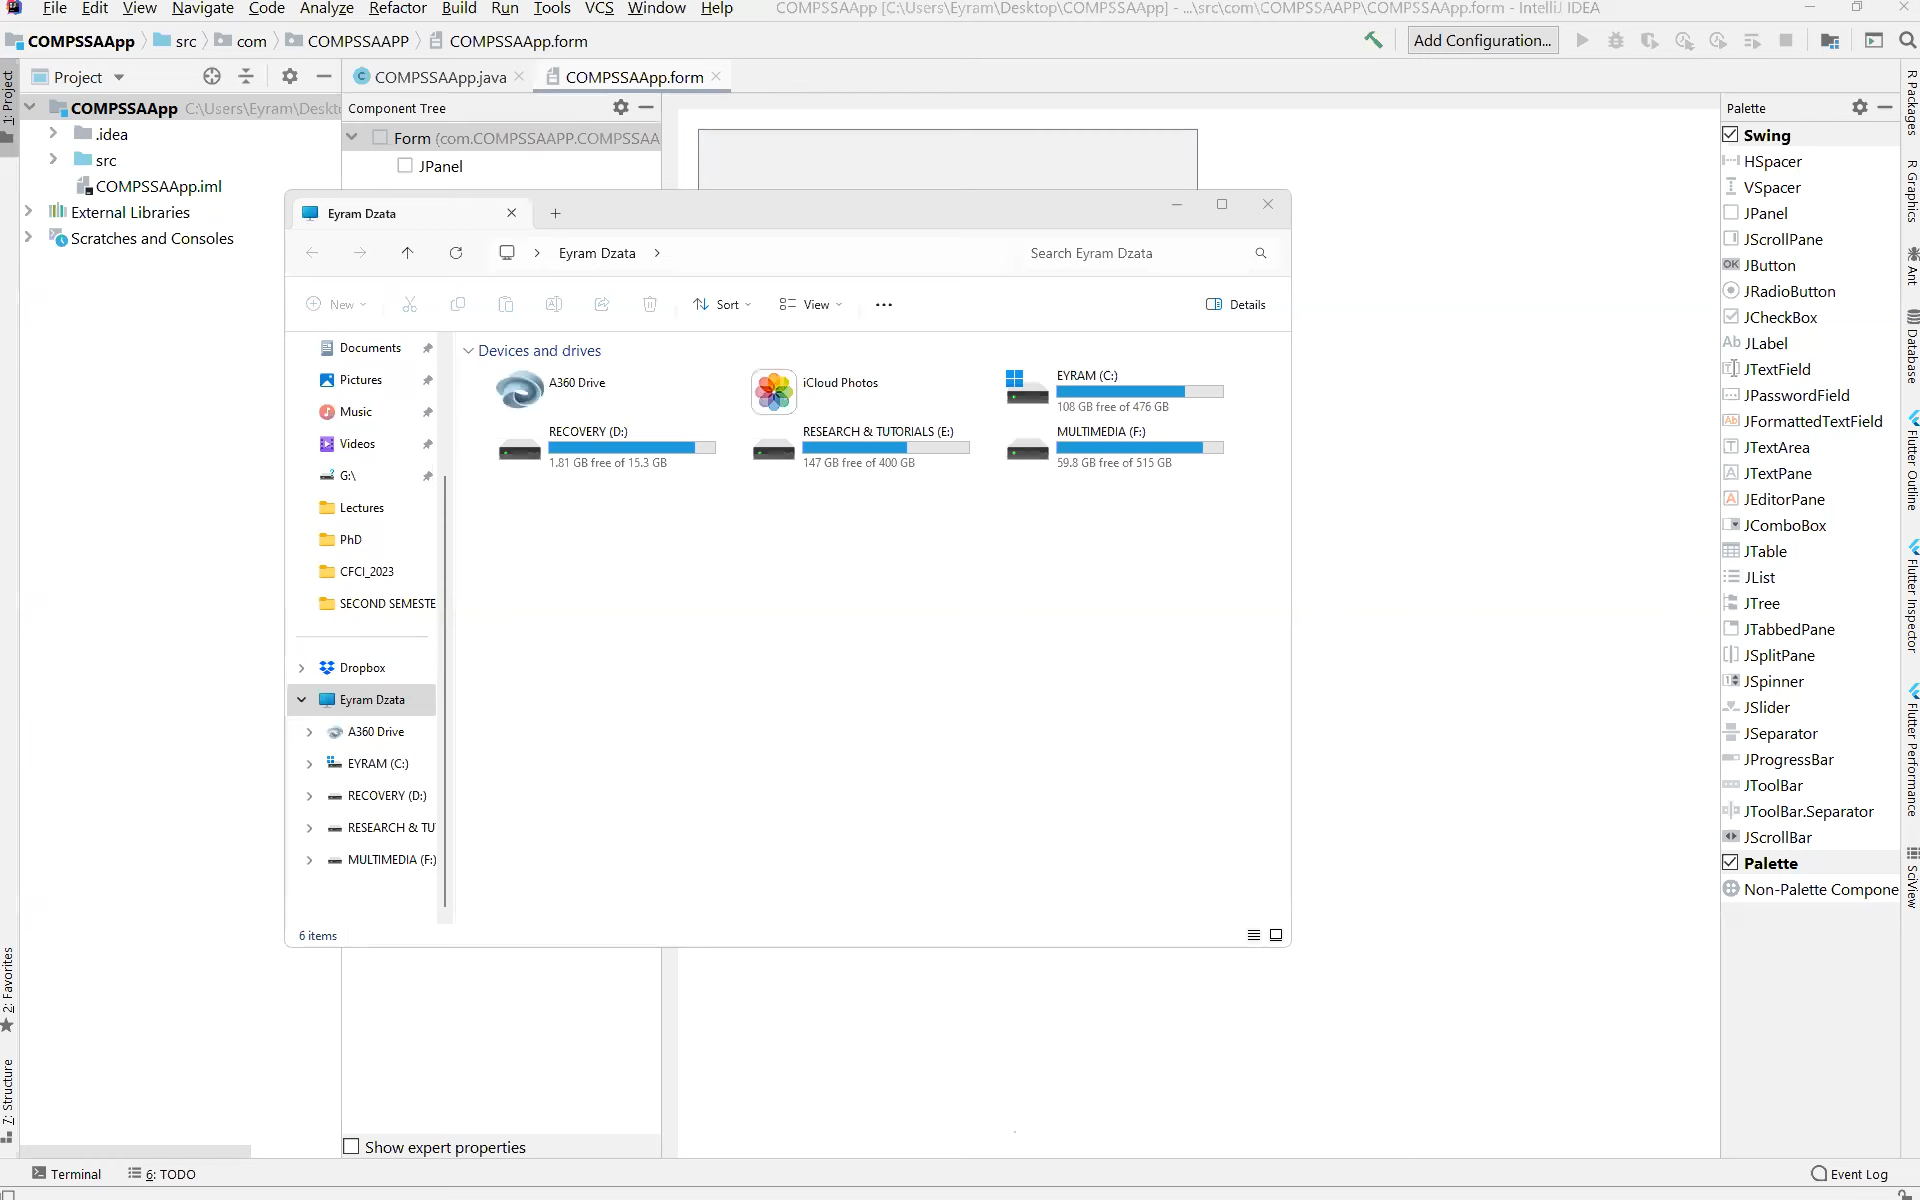 File Edit View Navigate Code Analyze Refactor Build Run Tools VCS Window Help COMPSSAApp [C:\Users\Eyram\Desktop\COMPSSAApp] - ...\src\com\COMPSSAAPP\COMPSSAApp.form - IntelliJ IDEA
COMPSSAApp src com COMPSSAAPP COMPSSAApp.form Add Configuration...
1: Project
Project
COMPSSAApp.java
COMPSSAApp.form
COMPSSAApp C:\Users\Eyram\Deskt
.idea
src
COMPSSAApp.iml
External Libraries
Scratches and Consoles
Component Tree
Form (com.COMPSSAAPP.COMPSSAA
JPanel
Eyram Dzata
Eyram Dzata
Search Eyram Dzata
New Sort View Details
Documents
Pictures
Music
Videos
G:\
Lectures
PhD
CFCI_2023
SECOND SEMESTE
Dropbox
Eyram Dzata
A360 Drive
EYRAM (C:)
RECOVERY (D:)
RESEARCH & TU
MULTIMEDIA (F:)
Devices and drives
A360 Drive
iCloud Photos
EYRAM (C:)
108 GB free of 476 GB
RECOVERY (D:)
1.81 GB free of 15.3 GB
RESEARCH & TUTORIALS (E:)
147 GB free of 400 GB
MULTIMEDIA (F:)
59.8 GB free of 515 GB
6 items
Show expert properties
Palette
Swing
HSpacer
VSpacer
JPanel
JScrollPane
OK JButton
JRadioButton
JCheckBox
Ab JLabel
JTextField
JPasswordField
JFormattedTextField
JTextArea
JTextPane
JEditorPane
JComboBox
JTable
JList
JTree
JTabbedPane
JSplitPane
JSpinner
JSlider
JSeparator
JProgressBar
JToolBar
JToolBar.Separator
JScrollBar
Palette
Non-Palette Compone
R Packages
R Graphics
Ant
Database
Flutter Outline
Flutter Inspector
Flutter Performance
SciView
2: Favorites
7: Structure
Terminal 6: TODO Event Log